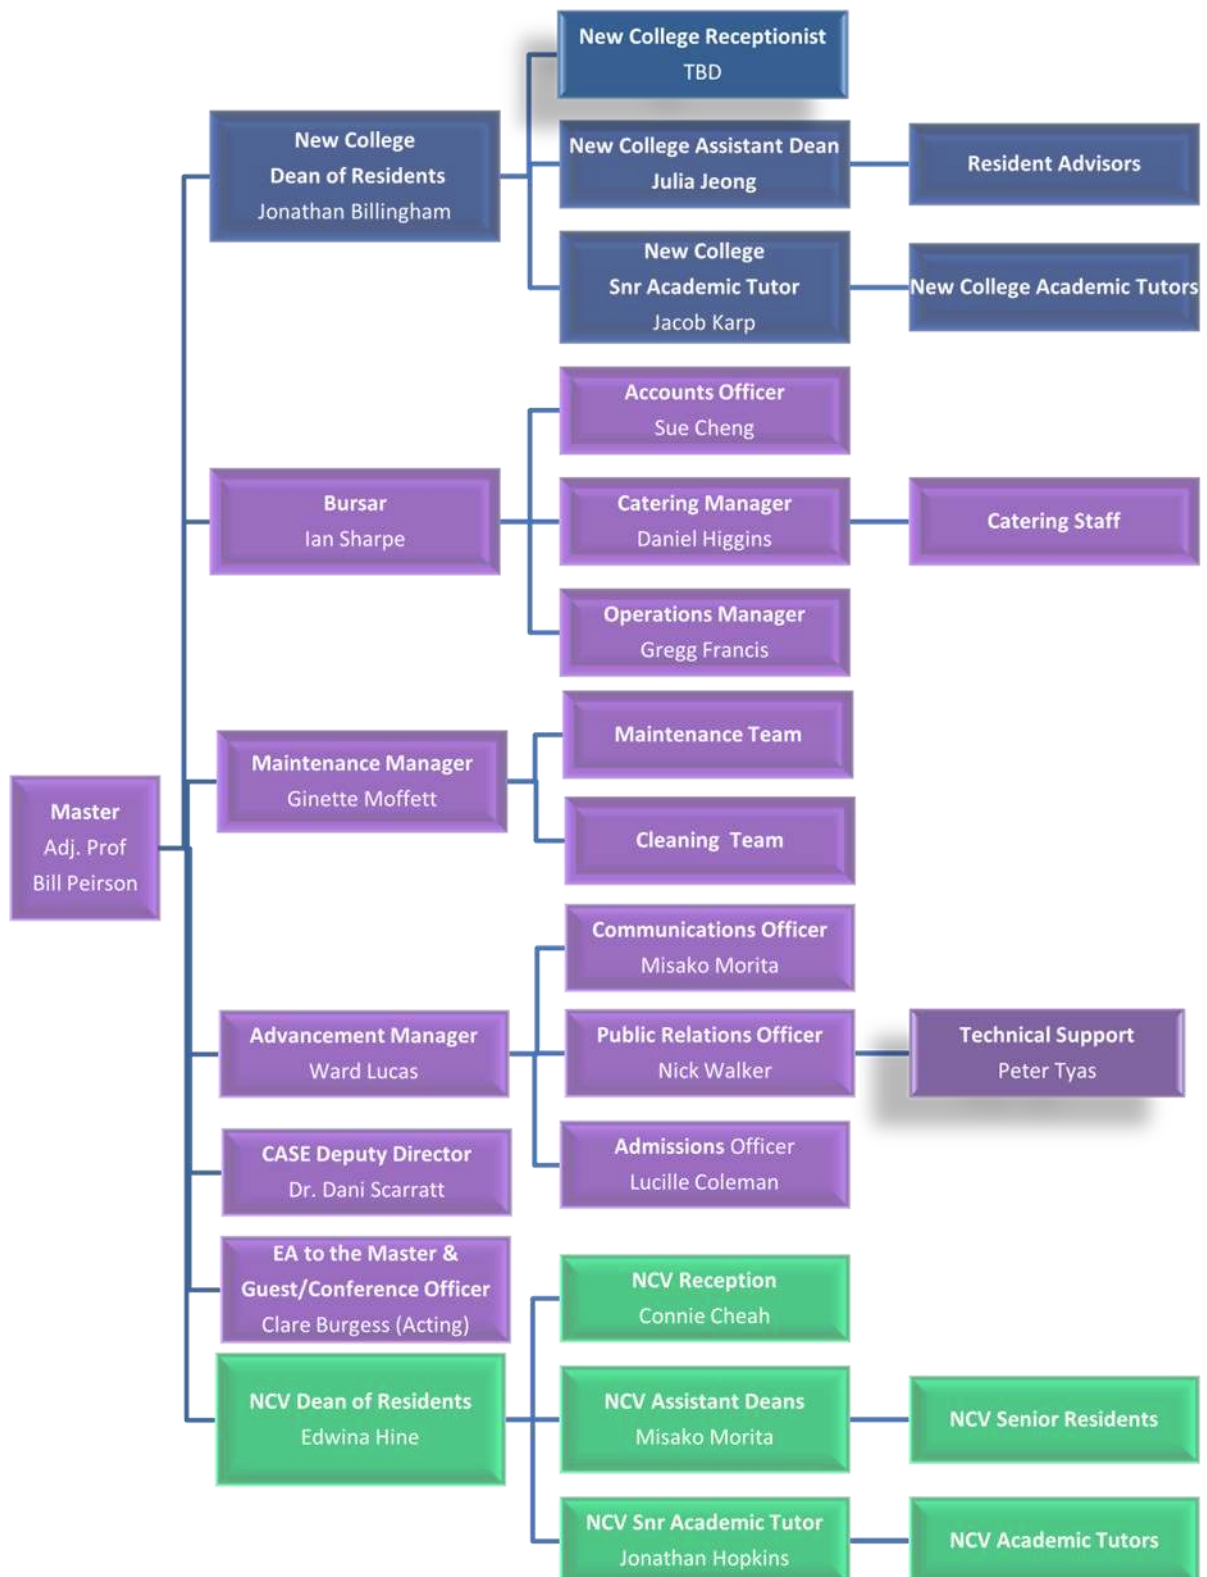 New College Receptionist
TBD
New College
Dean of Residents
Jonathan Billingham
New College Assistant Dean
Julia Jeong
Resident Advisors
New College
Snr Academic Tutor
Jacob Karp
New College Academic Tutors
Accounts Officer
Sue Cheng
Bursar
Ian Sharpe
Catering Manager
Daniel Higgins
Catering Staff
Operations Manager
Gregg Francis
Maintenance Manager
Ginette Moffett
Maintenance Team
Cleaning  Team
Master
Adj. Prof
Bill Peirson
Communications Officer
Misako Morita
Advancement Manager
Ward Lucas
Public Relations Officer
Nick Walker
Technical Support
Peter Tyas
Admissions Officer
Lucille Coleman
CASE Deputy Director
Dr. Dani Scarratt
EA to the Master &
Guest/Conference Officer
Clare Burgess (Acting)
NCV Reception
Connie Cheah
NCV Dean of Residents
Edwina Hine
NCV Assistant Deans
Misako Morita
NCV Senior Residents
NCV Snr Academic Tutor
Jonathan Hopkins
NCV Academic Tutors